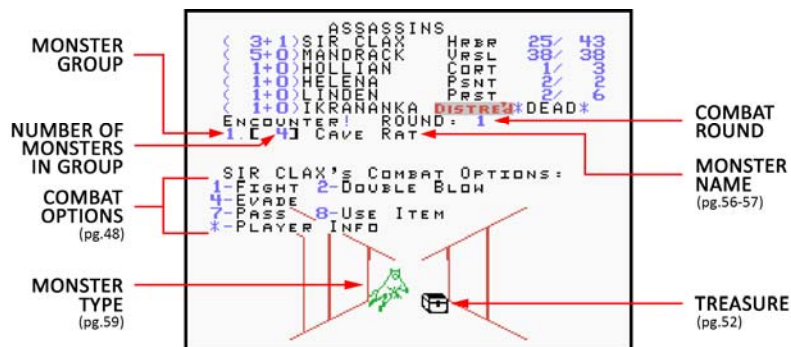 ASSASSINS
( 3+1)SIR CLAX HRBR 25/ 43
( 5+0)MANDRACK VRSL 38/ 38
( 1+0)HOLLIAN CORT 1/ 3
( 1+0)HELENA PSNT 2/ 2
( 1+0)LINDEN PRST 2/ 6
( 1+0)IKRANANKA DISTRE'D*DEAD*
ENCOUNTER! ROUND: 1
1.[ 4] CAVE RAT
SIR CLAX'S COMBAT OPTIONS:
1-FIGHT 2-DOUBLE BLOW
4-EVADE
7-PASS 8-USE ITEM
*-PLAYER INFO
MONSTER
GROUP
NUMBER OF
MONSTERS
IN GROUP
COMBAT
OPTIONS
(pg.48)
MONSTER
TYPE
(pg.59)
COMBAT
ROUND
MONSTER
NAME
(pg.56-57)
TREASURE
(pg.52)